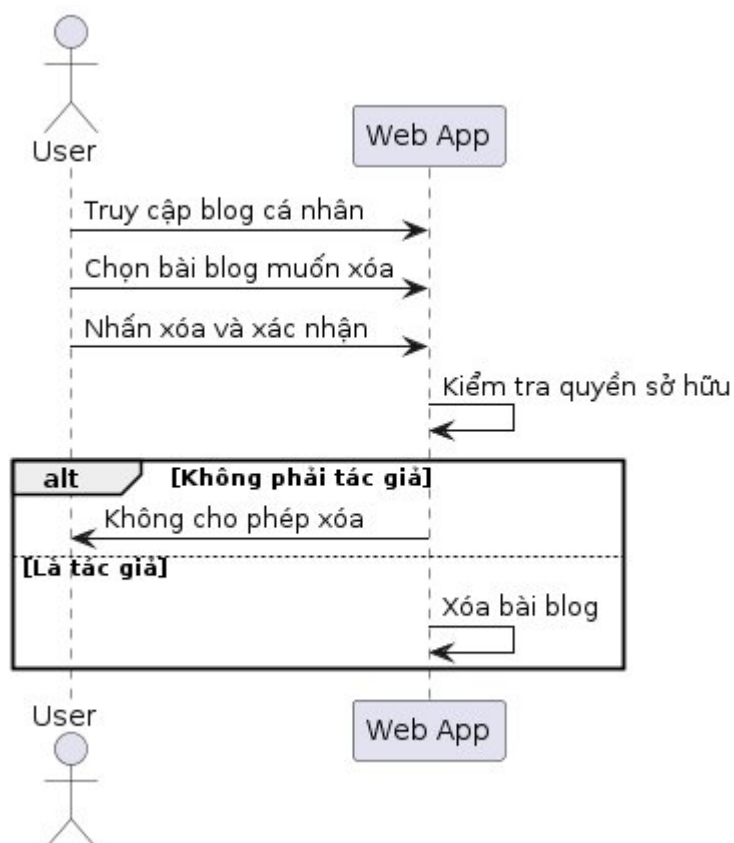 User
Web App
Truy cập blog cá nhân
Chọn bài blog muốn xóa
Nhấn xóa và xác nhận
Kiểm tra quyền sở hữu
alt [Không phải tác giả]
Không cho phép xóa
[Là tác giả]
Xóa bài blog
User
Web App